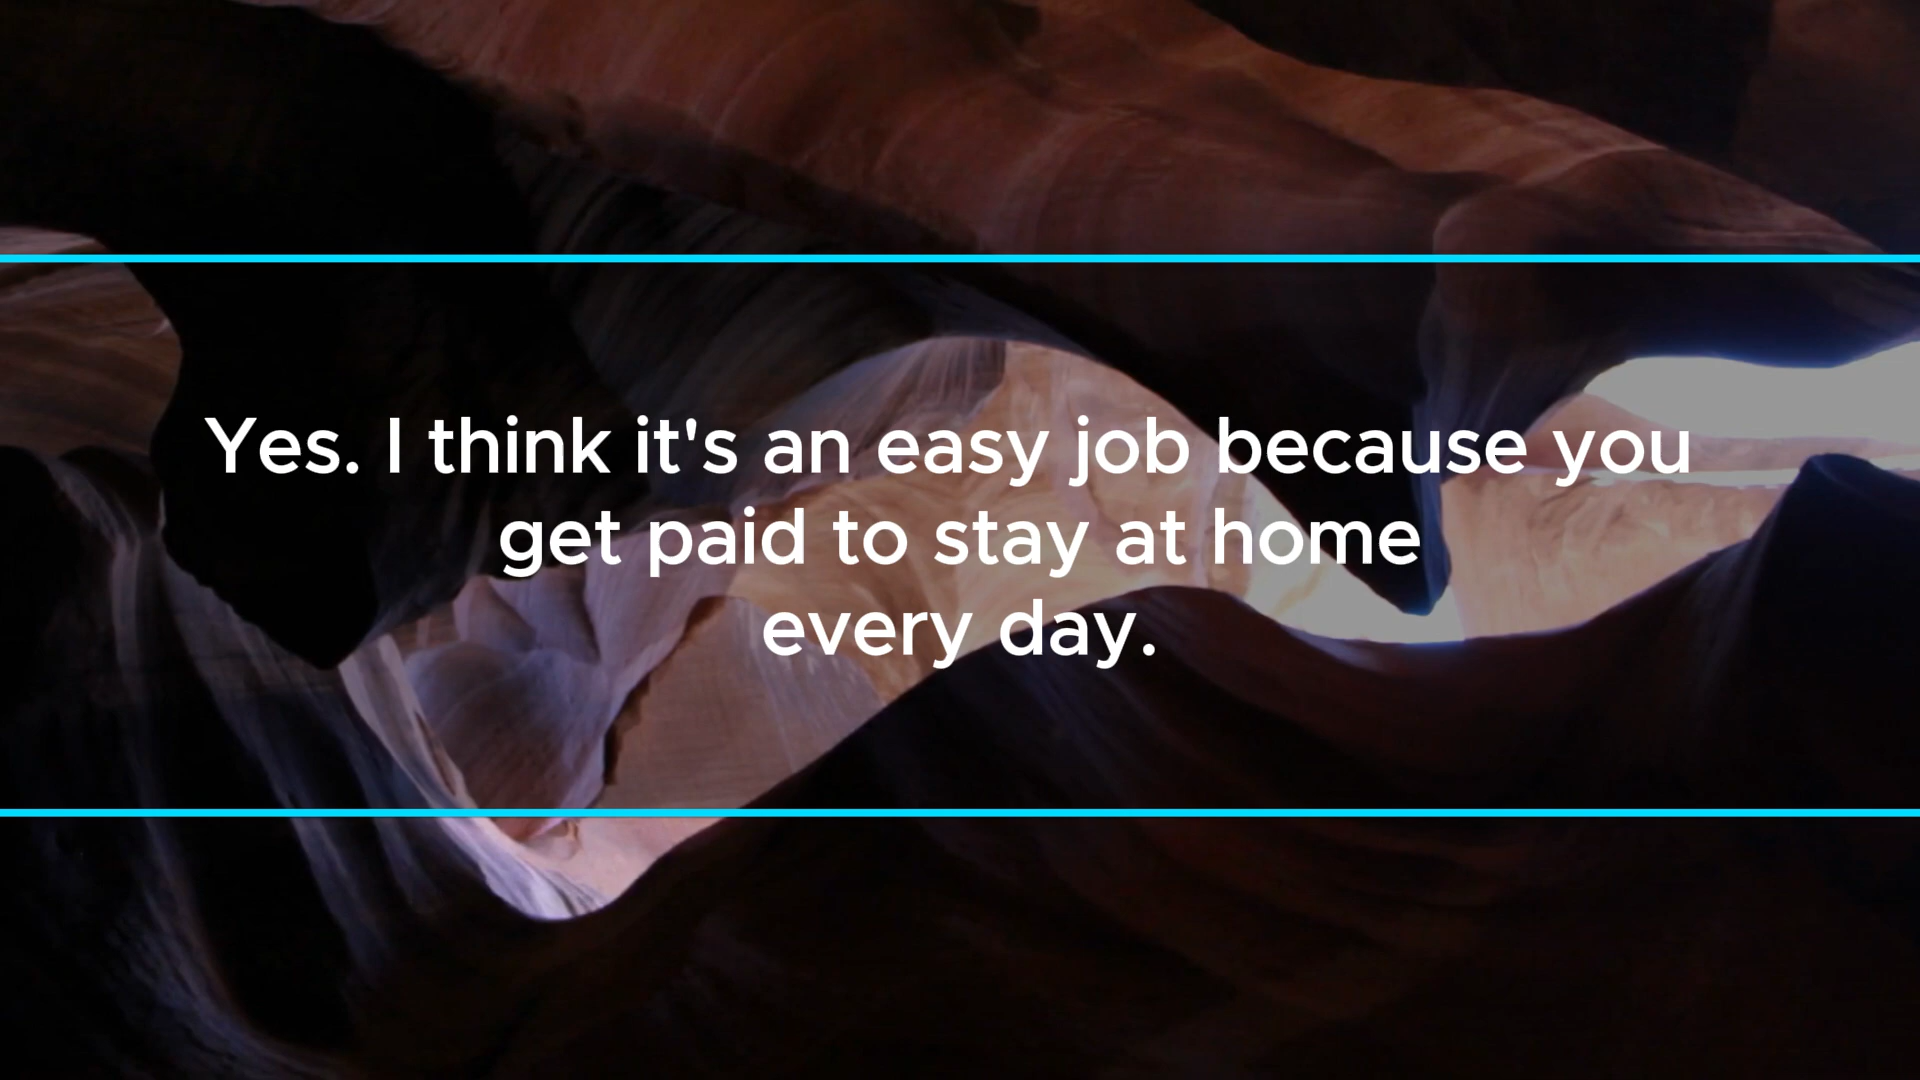 Yes. I think it's an easy job because you
get paid to stay at home
every day.